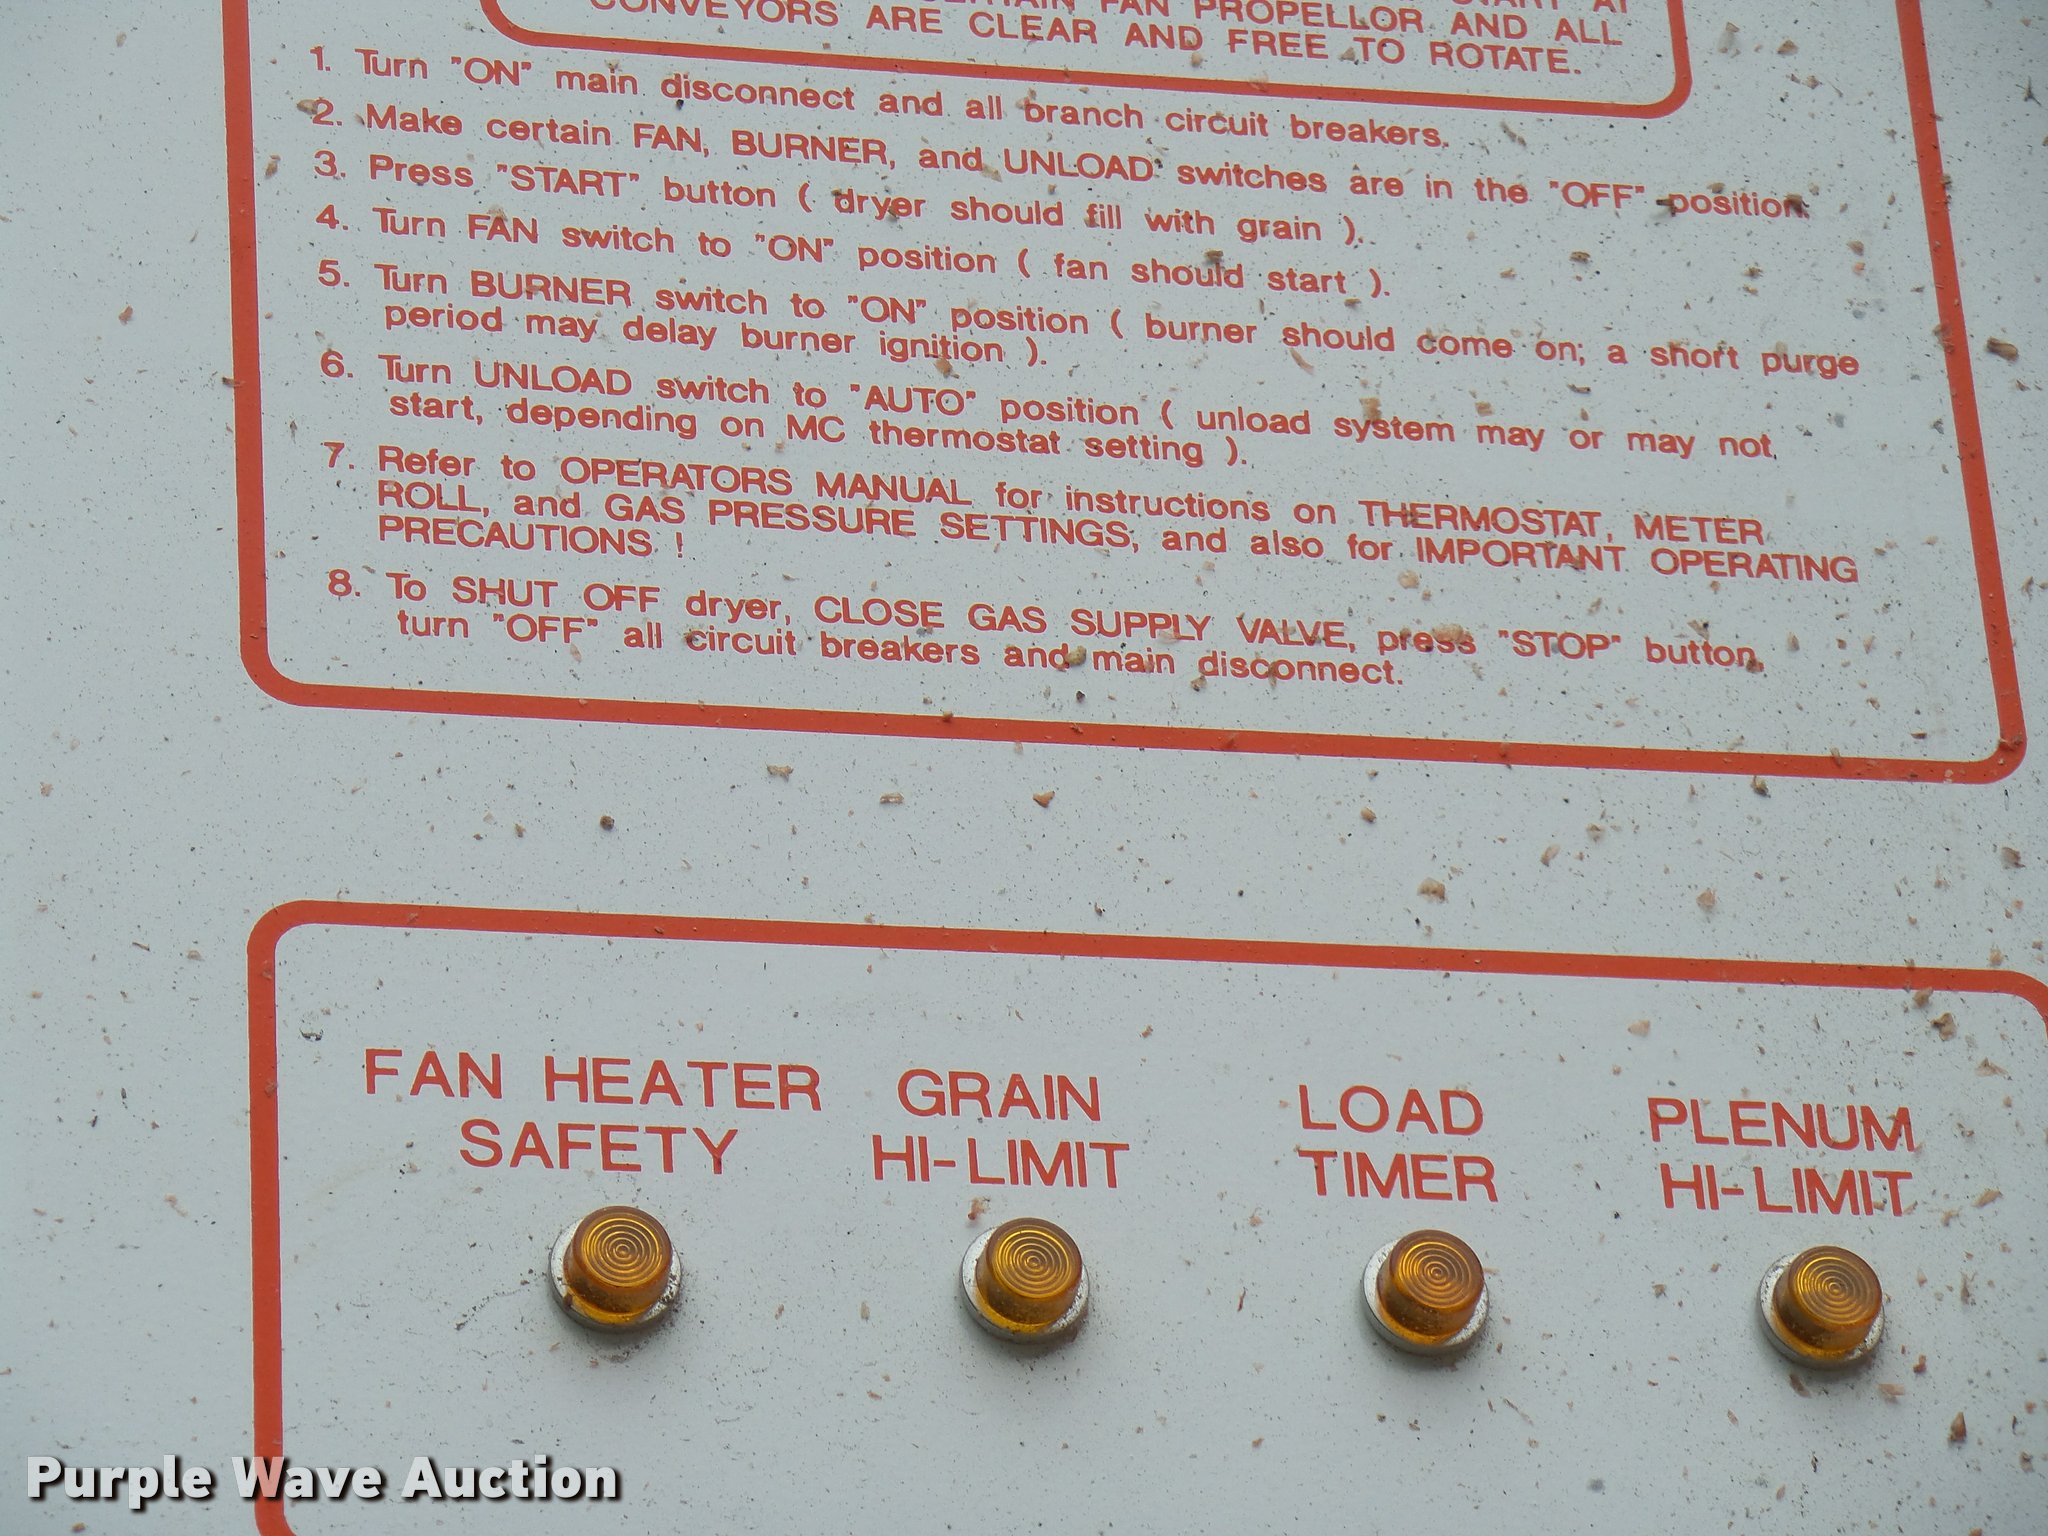 START AT
CERTAIN FAN PROPELLOR AND ALL
CONVEYORS ARE CLEAR AND FREE TO ROTATE.
1. Turn "ON" main disconnect and all branch circuit breakers.
2. Make certain FAN, BURNER, and UNLOAD switches are in the "OFF" position.
3. Press "START" button ( dryer should fill with grain ).
4. Turn FAN switch to "ON" position ( fan should start ).
5. Turn BURNER switch to "ON" position ( burner should come on; a short purge
period may delay burner ignition ).
6. Turn UNLOAD switch to "AUTO" position ( unload system may or may not
start, depending on MC thermostat setting ).
7. Refer to OPERATORS MANUAL for instructions on THERMOSTAT, METER
ROLL, and GAS PRESSURE SETTINGS; and also for IMPORTANT OPERATING
PRECAUTIONS !
8. To SHUT OFF dryer, CLOSE GAS SUPPLY VALVE, press "STOP" button,
turn "OFF" all circuit breakers and main disconnect.
FAN HEATER
SAFETY
GRAIN
HI-LIMIT
LOAD
TIMER
PLENUM
HI-LIMIT
Purple Wave Auction